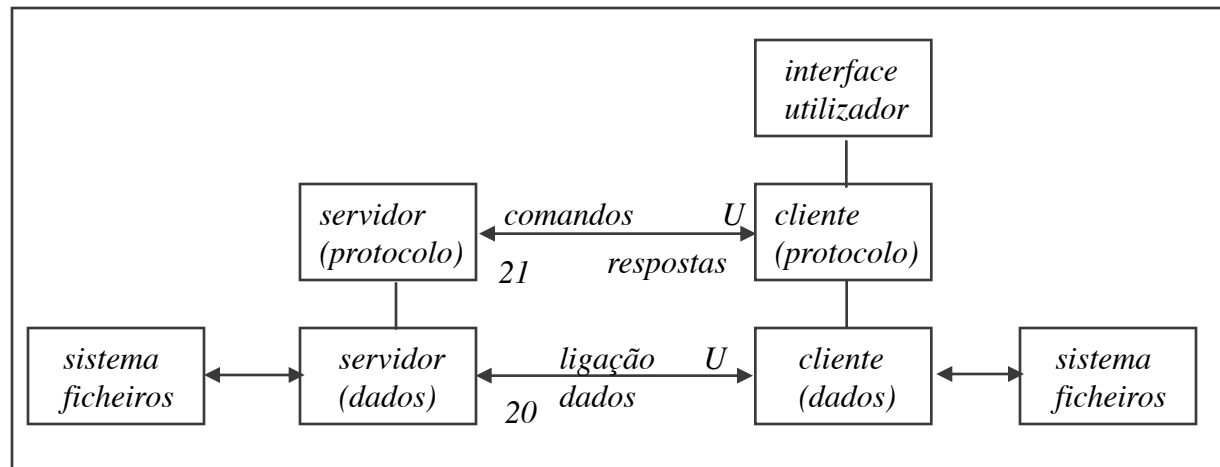 interface
utilizador
servidor
(protocolo)
comandos U
21 respostas
cliente
(protocolo)
sistema
ficheiros
servidor
(dados)
ligação U
dados
20
cliente
(dados)
sistema
ficheiros